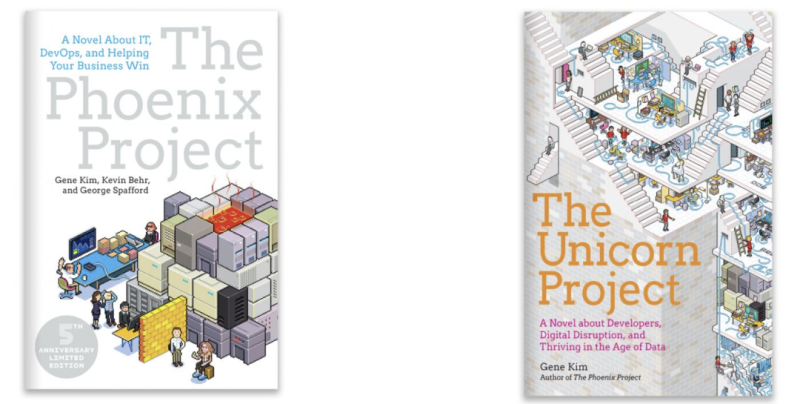 A Novel About IT,
DevOps, and Helping
Your Business Win
The
Phoenix
Project
Gene Kim, Kevin Behr,
and George Spafford
5TH
ANNIVERSARY
LIMITED
EDITION
The
Unicorn
Project
A Novel about Developers,
Digital Disruption, and
Thriving in the Age of Data
Gene Kim
Author of The Phoenix Project